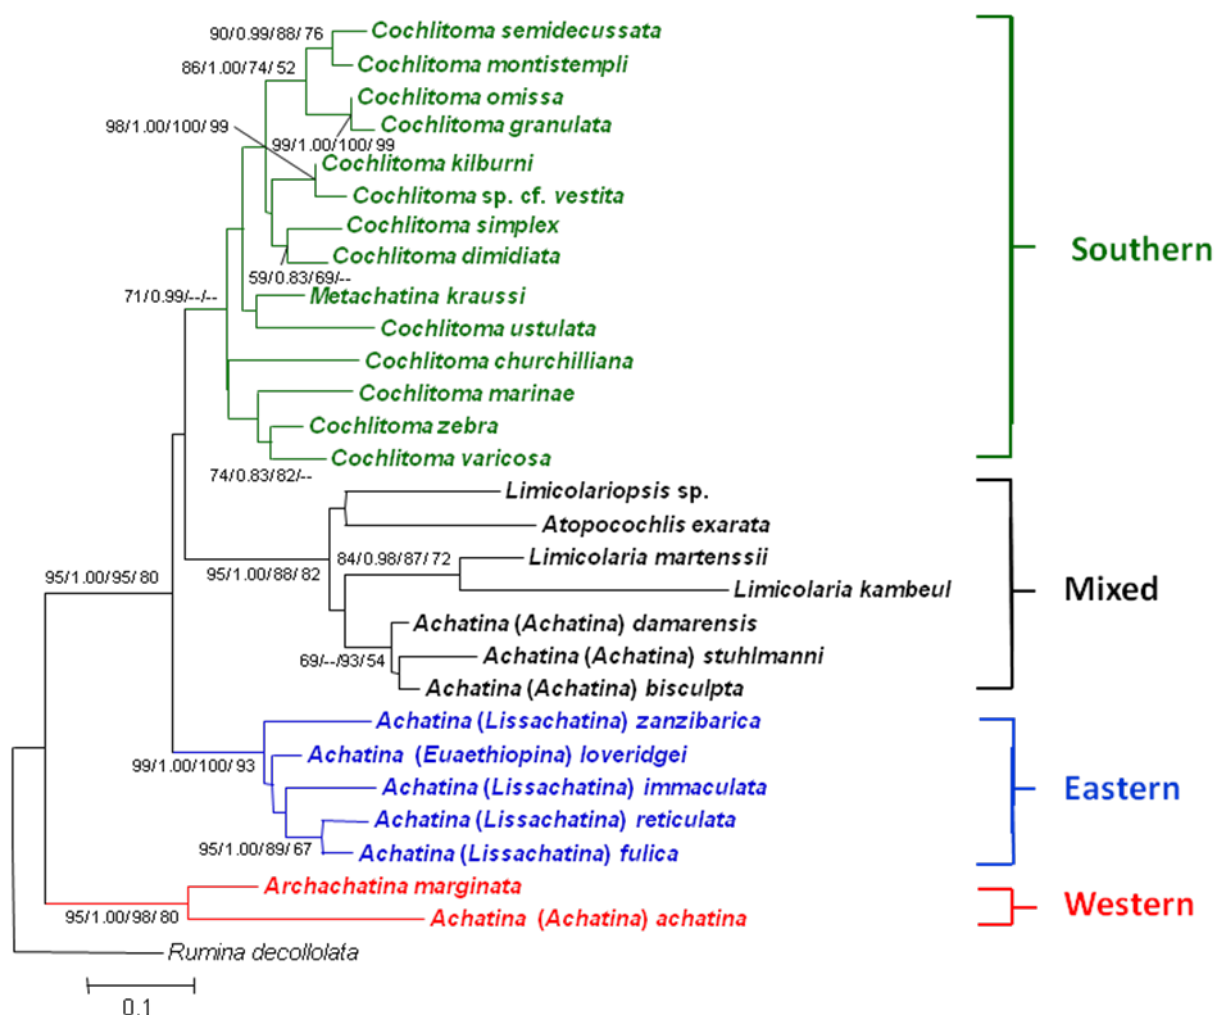 90/0.99/88/76
Cochlitoma semidecussata
86/1.00/74/52
Cochlitoma montistempli
Cochlitoma omissa
98/1.00/100/99
Cochlitoma granulata
99/1.00/100/99
Cochlitoma kilburni
Cochlitoma sp. cf. vestita
Cochlitoma simplex
Southern
Cochlitoma dimidiata
59/0.83/69/--
71/0.99/--/--
Metachatina kraussi
Cochlitoma ustulata
Cochlitoma churchilliana
Cochlitoma marinae
Cochlitoma zebra
Cochlitoma varicosa
74/0.83/82/--
Limicolariopsis sp.
Atopocochlis exarata
84/0.98/87/72
Limicolaria martenssii
95/1.00/88/82
95/1.00/95/80
Limicolaria kambeul
Mixed
Achatina (Achatina) damarensis
69/--/93/54
Achatina (Achatina) stuhlmanni
Achatina (Achatina) bisculpta
Achatina (Lissachatina) zanzibarica
99/1.00/100/93
Achatina (Euaethiopina) loveridgei
Achatina (Lissachatina) immaculata
Eastern
Achatina (Lissachatina) reticulata
95/1.00/89/67
Achatina (Lissachatina) fulica
Archachatina marginata
Western
95/1.00/98/80
Achatina (Achatina) achatina
Rumina decollolata
0.1